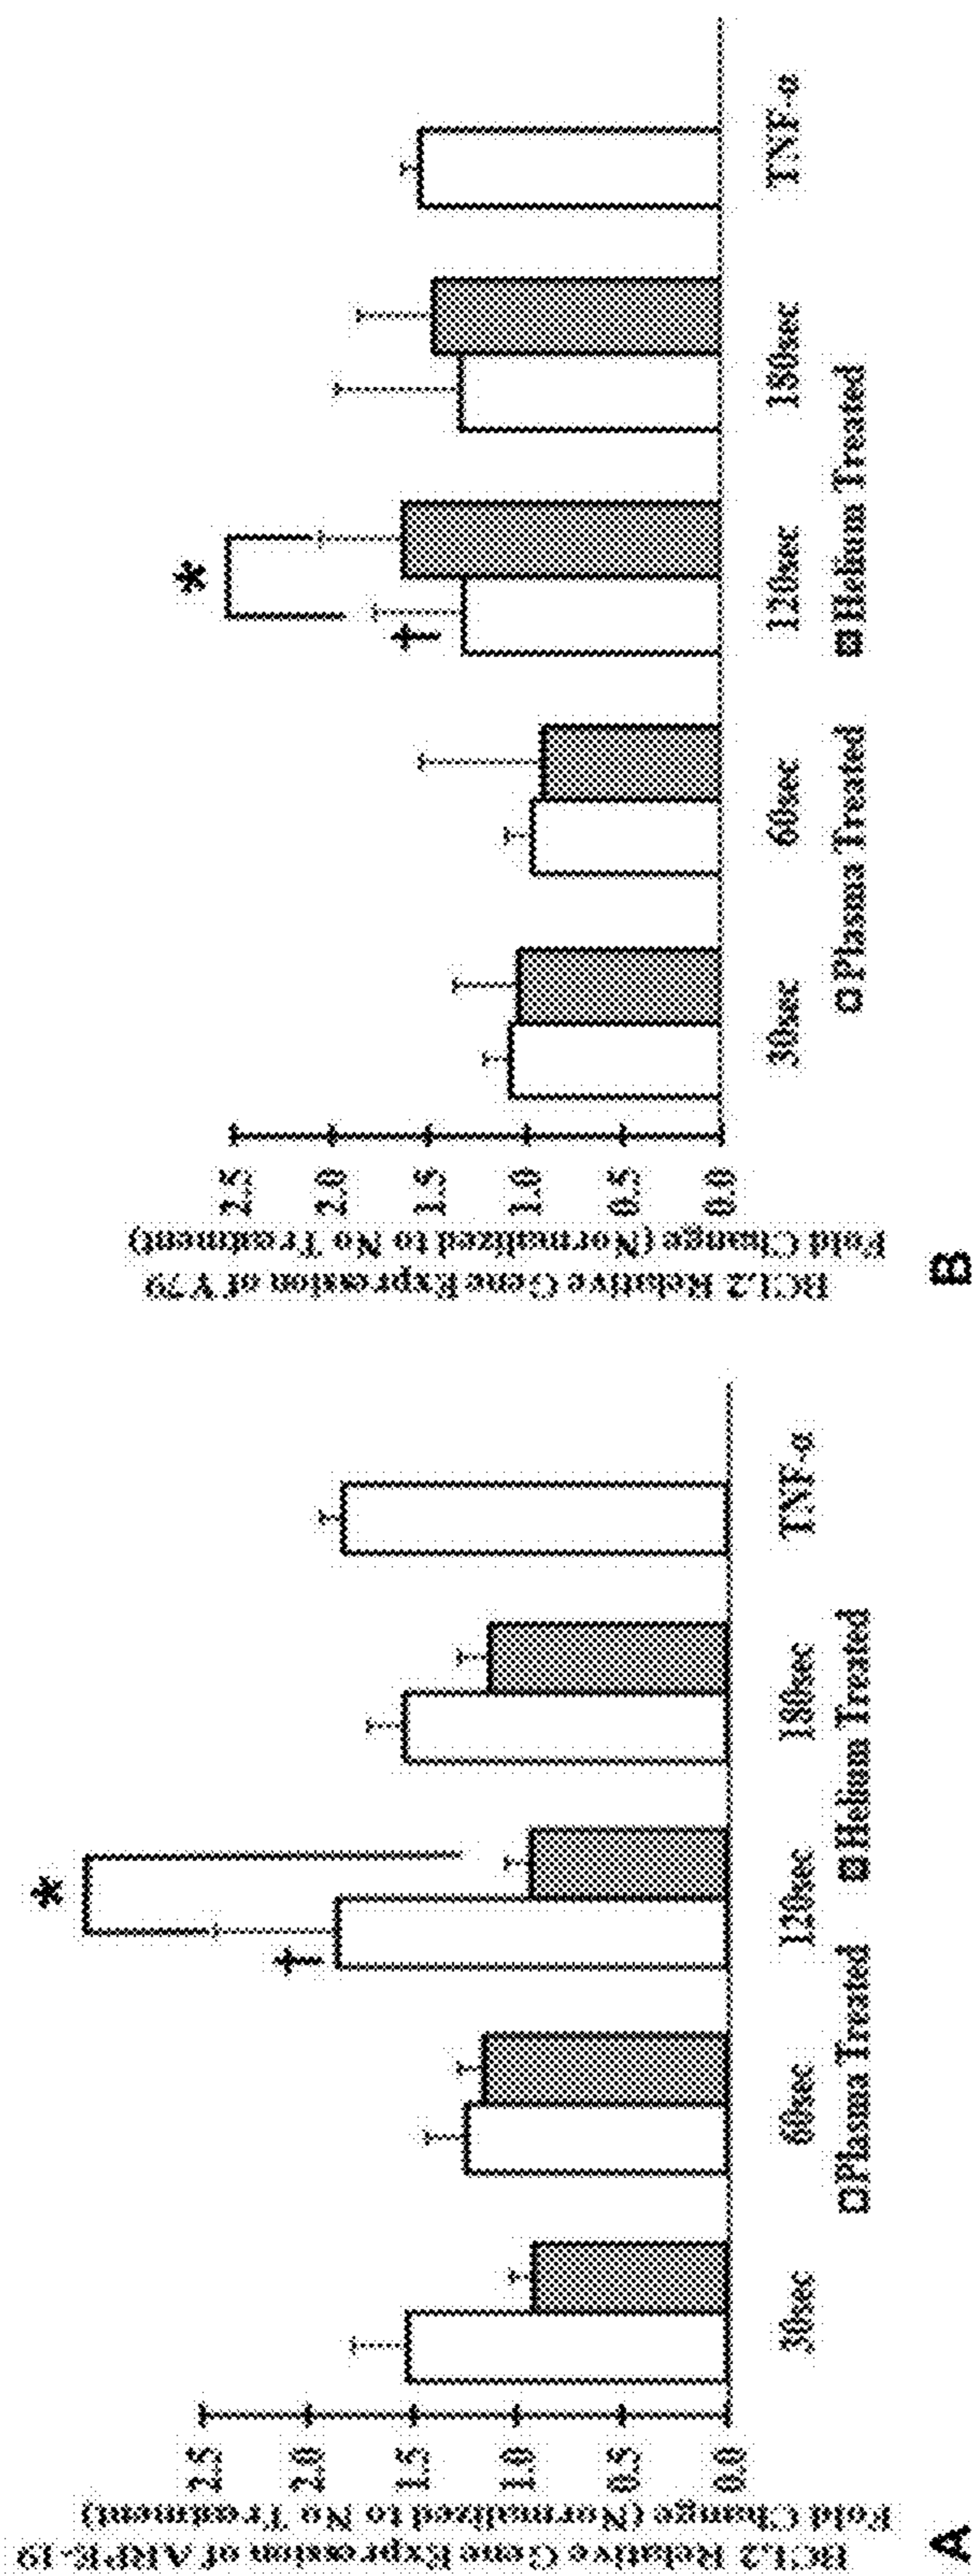 BCL2 Relative Gene Expression of ARPE-19
Fold Change (Normalized to No Treatment)
2.5
2.0
1.5
1.0
0.5
0.0
*
†
30sec
60sec
120sec
180sec
TNF-α
Plasma Treated
Helium Treated
A
BCL2 Relative Gene Expression of Y79
Fold Change (Normalized to No Treatment)
2.5
2.0
1.5
1.0
0.5
0.0
*
†
30sec
60sec
120sec
180sec
TNF-α
Plasma Treated
Helium Treated
B